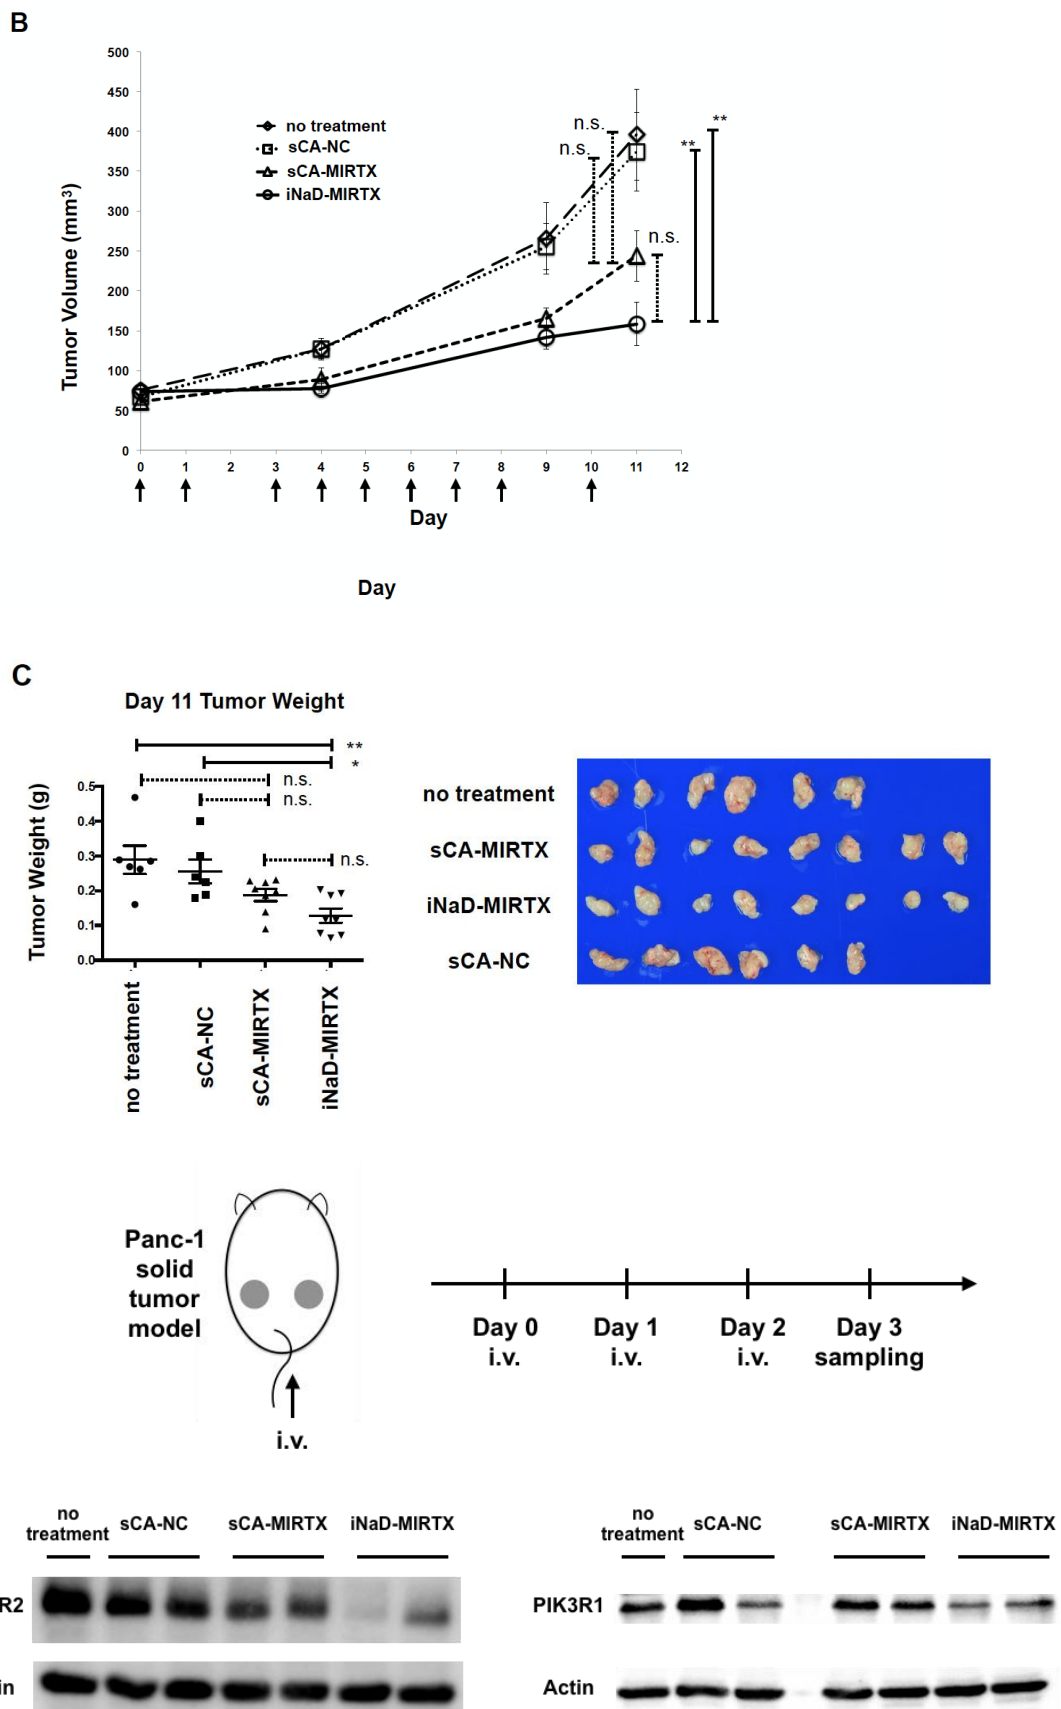 B
500
450
400
350
300
250
200
150
100
50
0
Tumor Volume (mm³)
no treatment
sCA-NC
sCA-MIRTX
iNaD-MIRTX
n.s.
n.s.
n.s.
**
**
0 1 2 3 4 5 6 7 8 9 10 11 12
Day
Day
C
Day 11 Tumor Weight
**
*
n.s.
n.s.
n.s.
0.5
0.4
0.3
0.2
0.1
0.0
Tumor Weight (g)
no treatment
sCA-NC
sCA-MIRTX
iNaD-MIRTX
no treatment
sCA-MIRTX
iNaD-MIRTX
sCA-NC
Panc-1
solid
tumor
model
i.v.
Day 0 Day 1 Day 2 Day 3
i.v. i.v. i.v. sampling
no
treatment sCA-NC sCA-MIRTX iNaD-MIRTX
R2
in
no
treatment sCA-NC sCA-MIRTX iNaD-MIRTX
PIK3R1
Actin